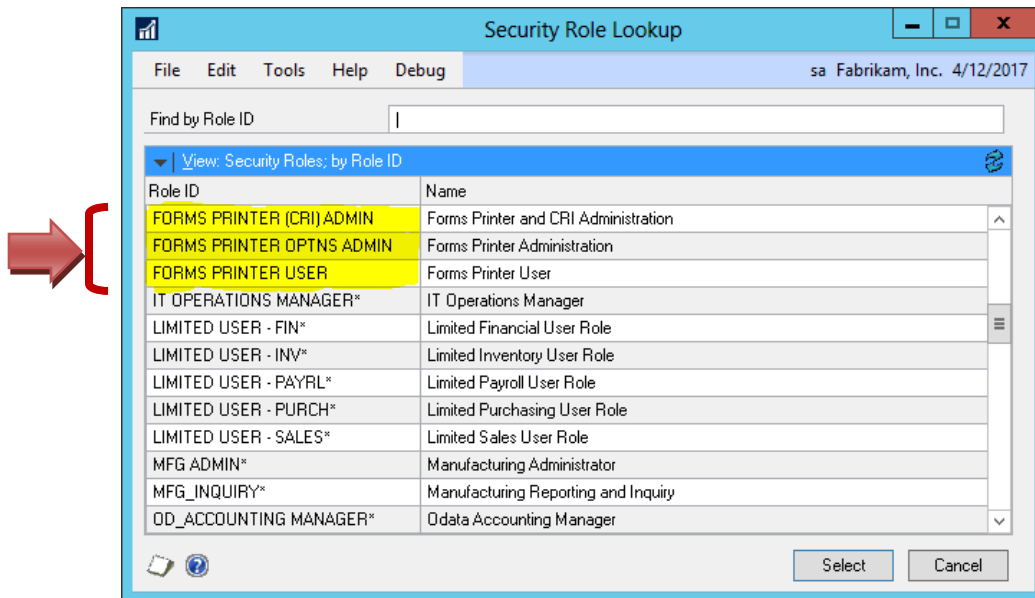 Security Role Lookup
File Edit Tools Help Debug sa Fabrikam, Inc. 4/12/2017
Find by Role ID
View: Security Roles; by Role ID
Role ID Name
FORMS PRINTER (CRI) ADMIN Forms Printer and CRI Administration
FORMS PRINTER OPTNS ADMIN Forms Printer Administration
FORMS PRINTER USER Forms Printer User
IT OPERATIONS MANAGER* IT Operations Manager
LIMITED USER - FIN* Limited Financial User Role
LIMITED USER - INV* Limited Inventory User Role
LIMITED USER - PAYRL* Limited Payroll User Role
LIMITED USER - PURCH* Limited Purchasing User Role
LIMITED USER - SALES* Limited Sales User Role
MFG ADMIN* Manufacturing Administrator
MFG_INQUIRY* Manufacturing Reporting and Inquiry
OD_ACCOUNTING MANAGER* Odata Accounting Manager
Select Cancel